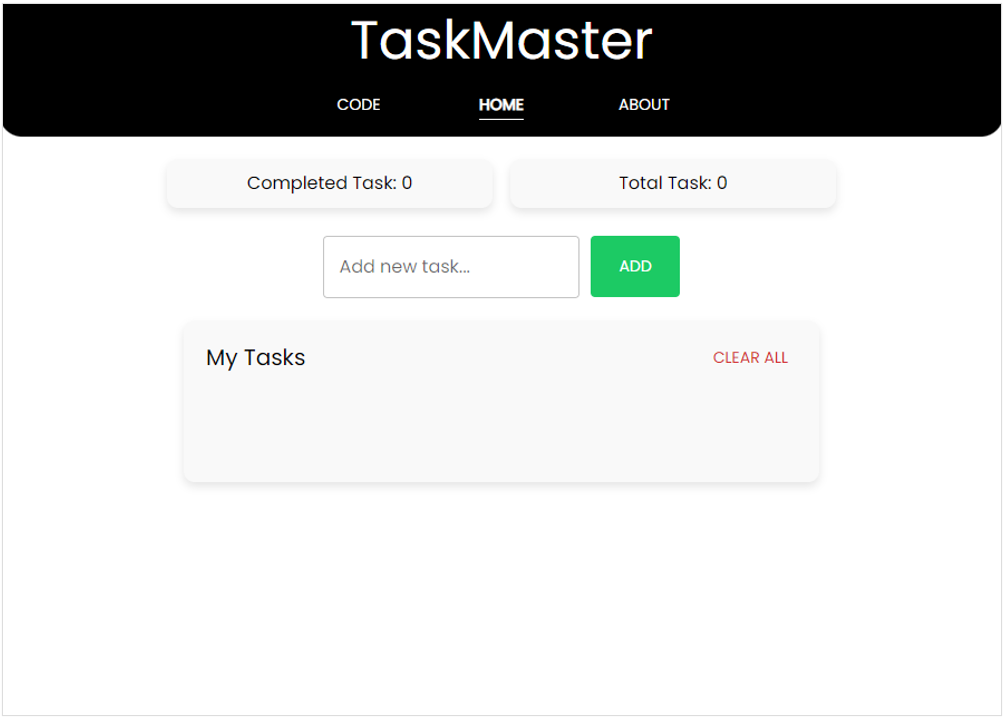 TaskMaster
CODE HOME ABOUT
Completed Task: 0 Total Task: 0
Add new task... ADD
My Tasks CLEAR ALL